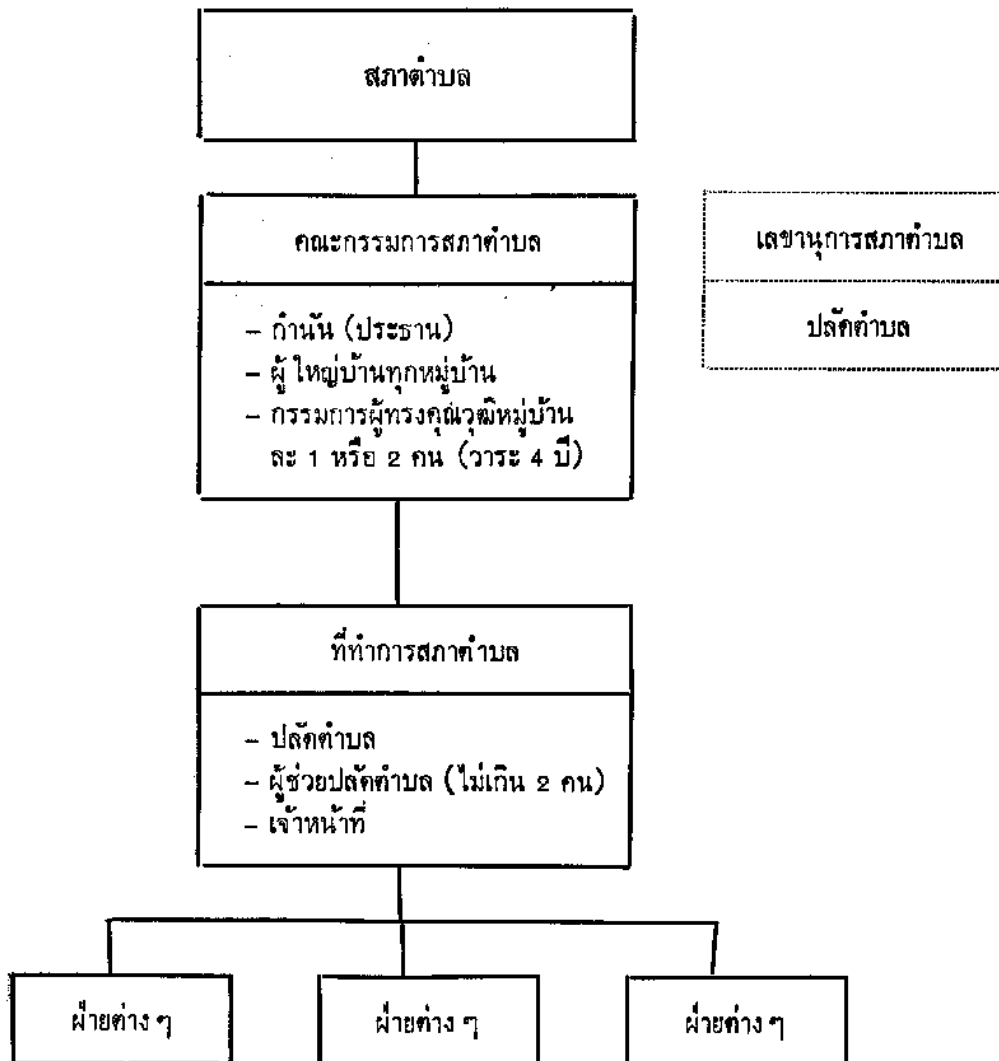 สภาตำบล
คณะกรรมการสภาตำบล
– กำนัน (ประธาน)
– ผู้ใหญ่บ้านทุกหมู่บ้าน
– กรรมการผู้ทรงคุณวุฒิหมู่บ้าน
ละ 1 หรือ 2 คน (วาระ 4 ปี)
เลขานุการสภาตำบล
ปลัดตำบล
ที่ทำการสภาตำบล
– ปลัดตำบล
– ผู้ช่วยปลัดตำบล (ไม่เกิน 2 คน)
– เจ้าหน้าที่
ฝ่ายต่าง ๆ
ฝ่ายต่าง ๆ
ฝ่ายต่าง ๆ